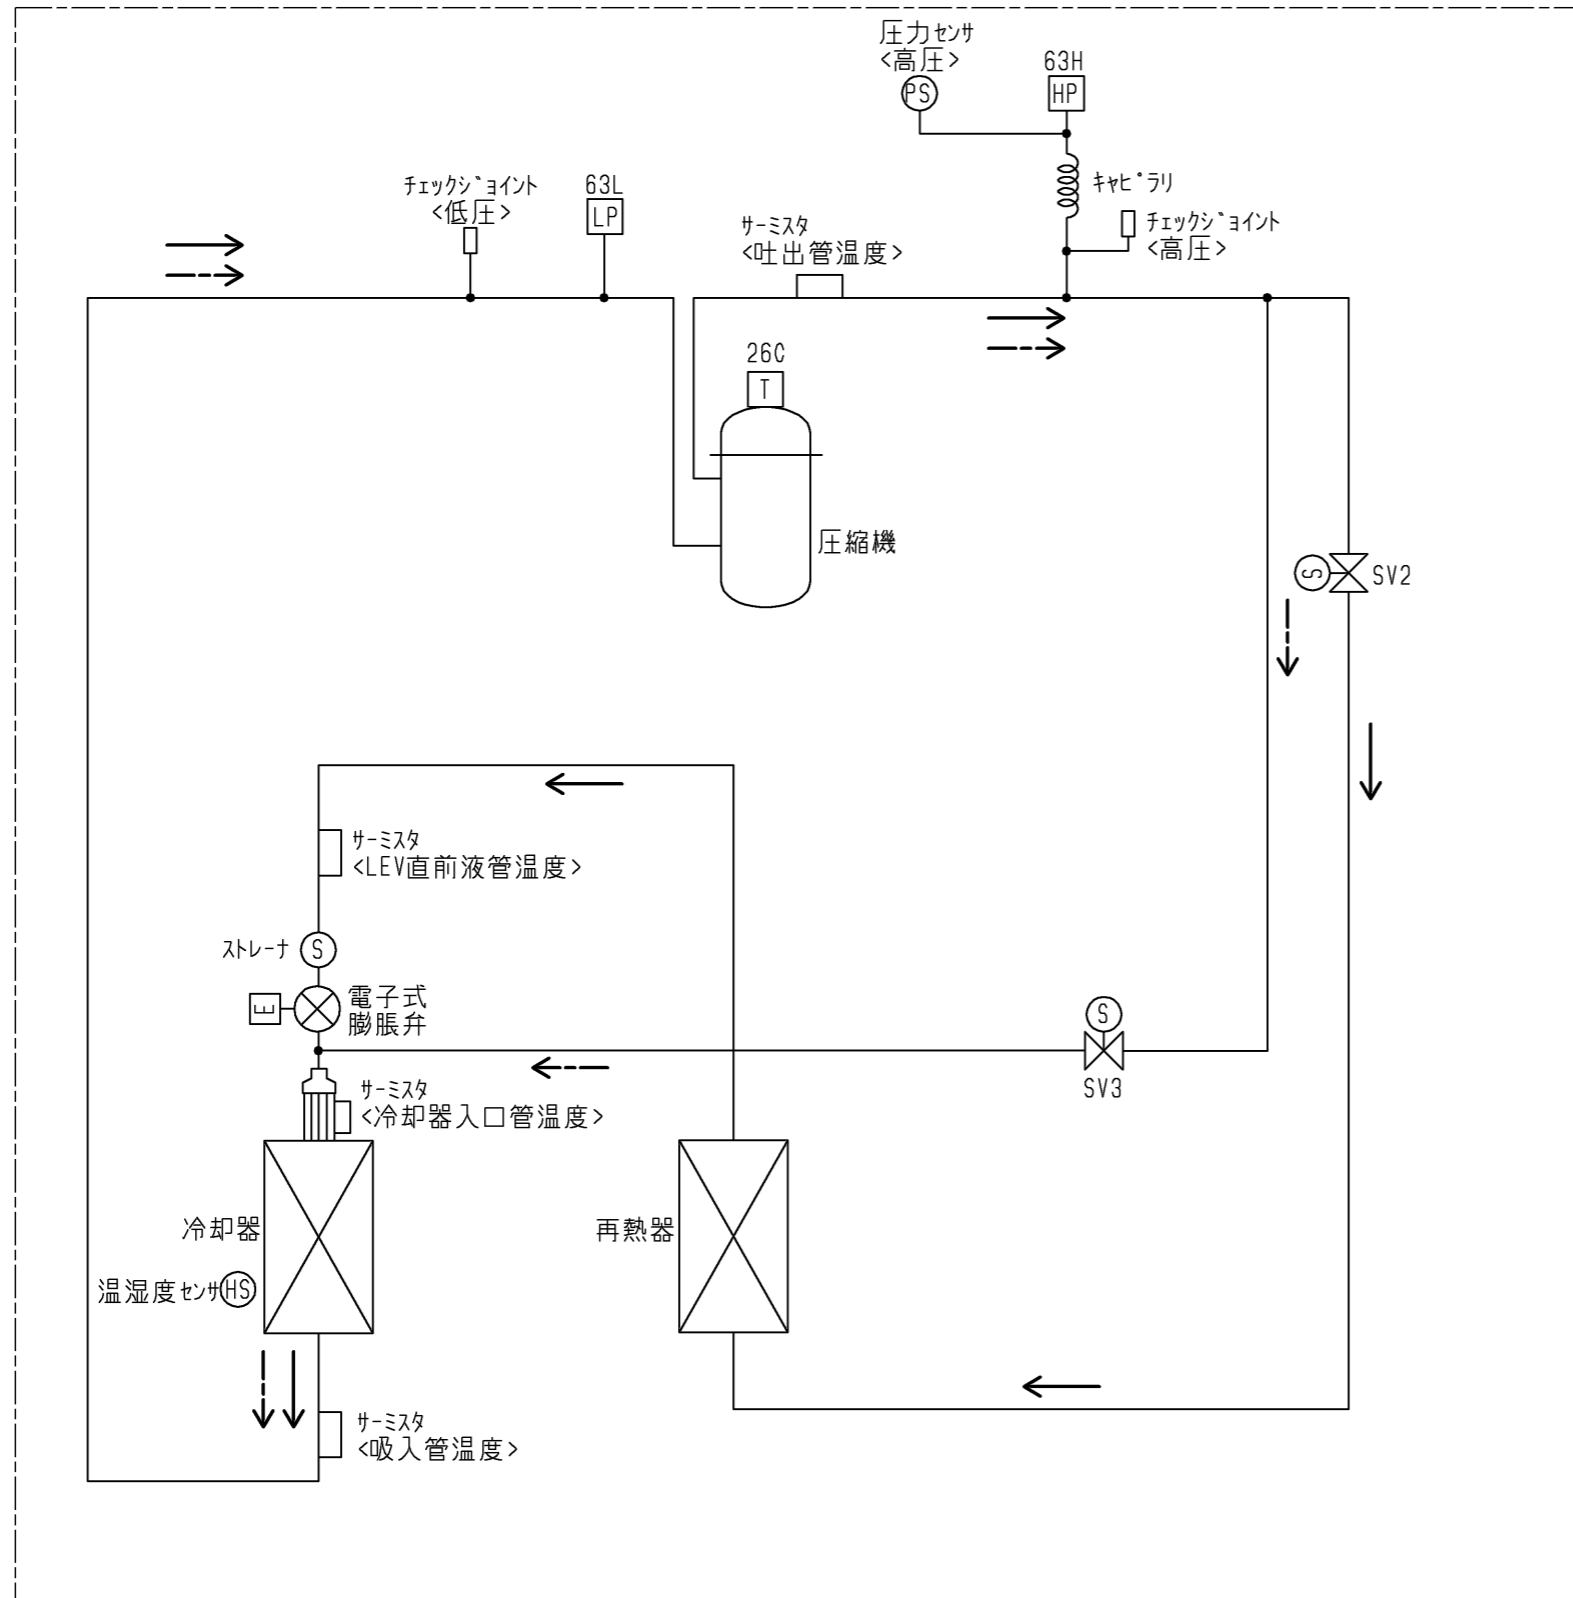 圧力センサ
<高圧>
PS
63H
HP
キャピラリ
チェックジョイント
<高圧>
チェックジョイント
<低圧>
63L
LP
サーミスタ
<吐出管温度>
26C
T
圧縮機
S
SV2
サーミスタ
<LEV直前液管温度>
ストレーナ
S
E
電子式
膨脹弁
S
SV3
サーミスタ
<冷却器入口管温度>
冷却器
温湿度センサ
HS
再熱器
サーミスタ
<吸入管温度>